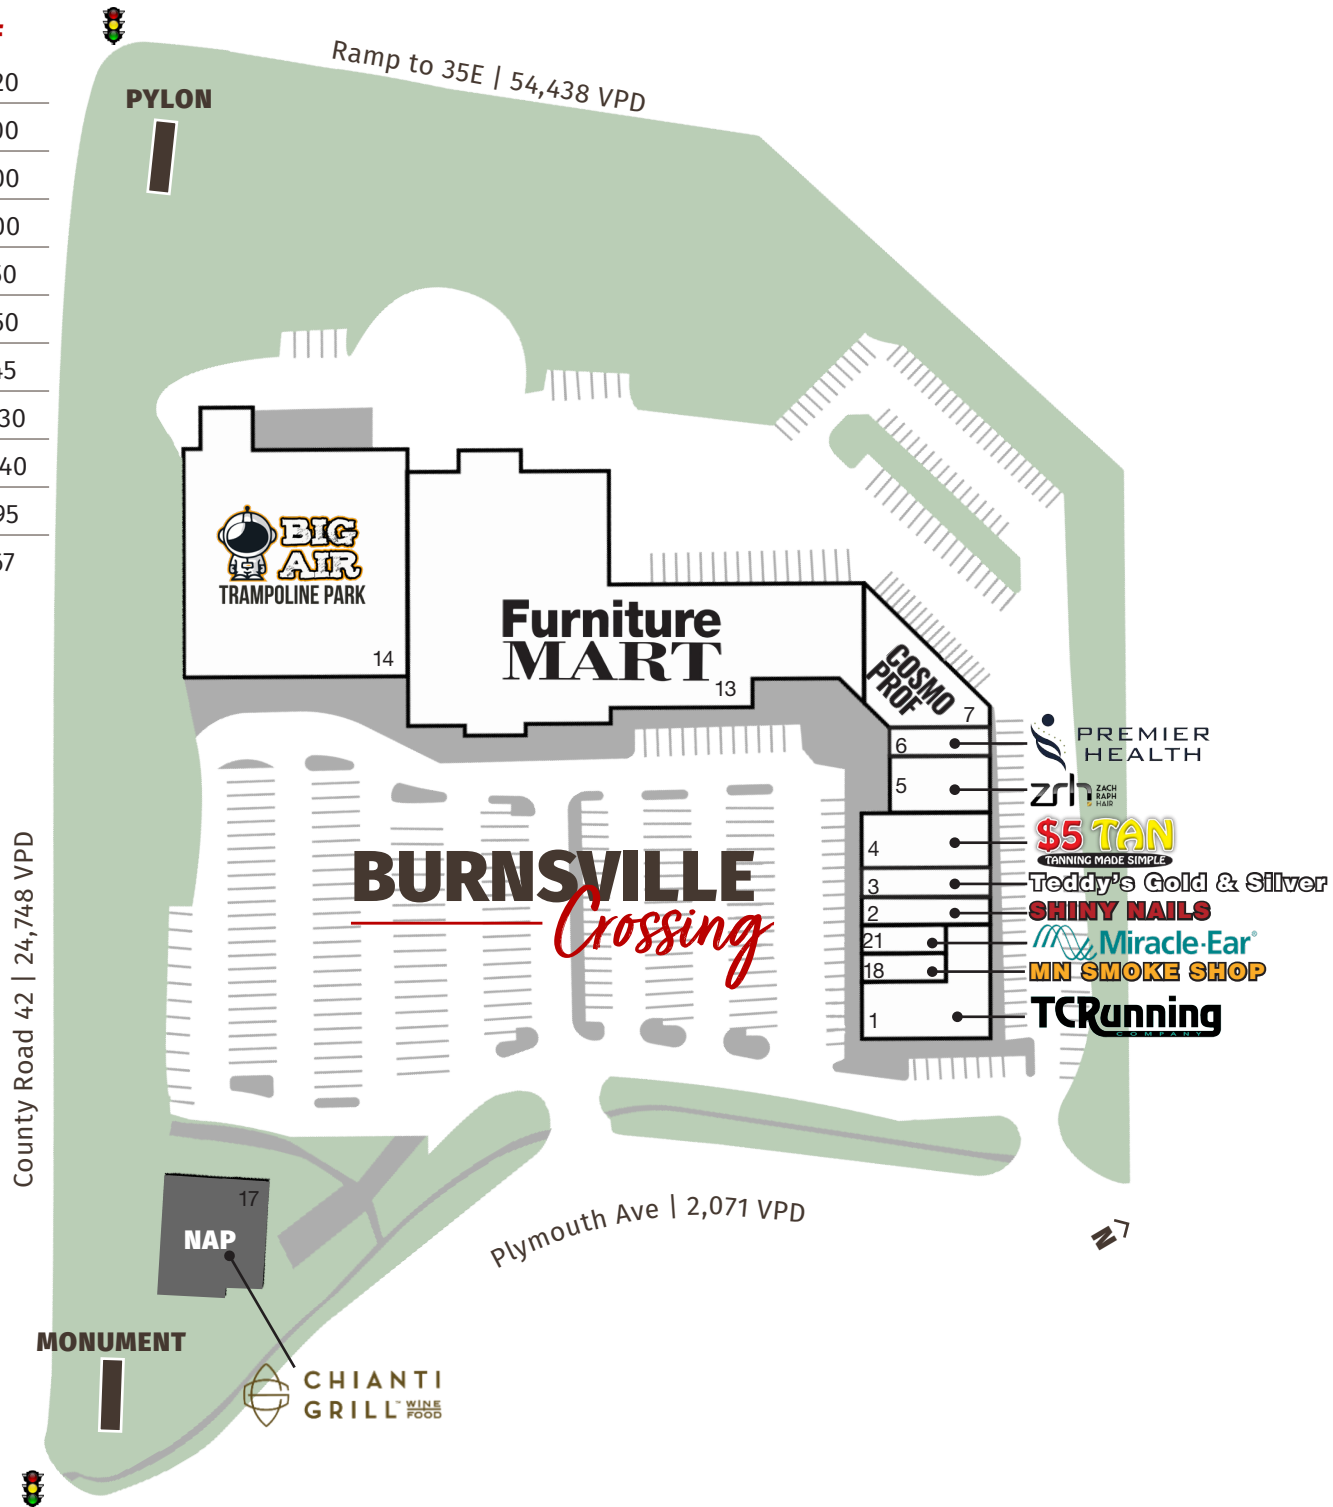 Ramp to 35E | 54,438 VPD
PYLON
BIG
AIR
TRAMPOLINE PARK
14
Furniture
MART
13
COSMO
PROF
7
6
PREMIER
HEALTH
5
zrh
ZACH
RAPH
HAIR
4
$5 TAN
TANNING MADE SIMPLE
3
Teddy's Gold & Silver
2
SHINY NAILS
21
Miracle-Ear®
18
MN SMOKE SHOP
1
TCRunning
COMPANY
BURNSVILLE
Crossing
County Road 42 | 24,748 VPD
17
NAP
Plymouth Ave | 2,071 VPD
N
MONUMENT
CHIANTI
GRILL™ WINE
FOOD